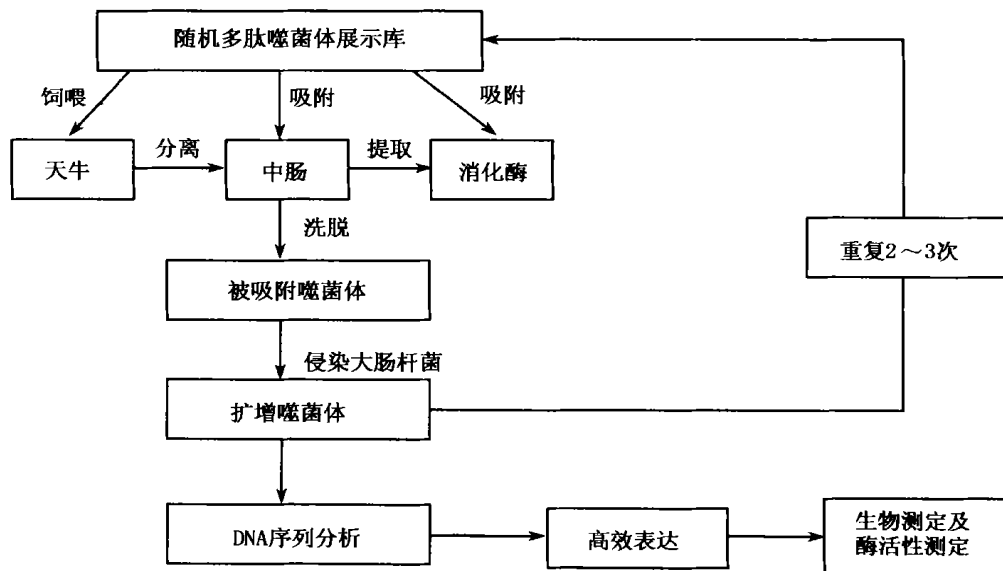 随机多肽噬菌体展示库
饲喂
吸附
吸附
天牛
分离
中肠
提取
消化酶
洗脱
重复2～3次
被吸附噬菌体
侵染大肠杆菌
扩增噬菌体
DNA序列分析
高效表达
生物测定及
酶活性测定